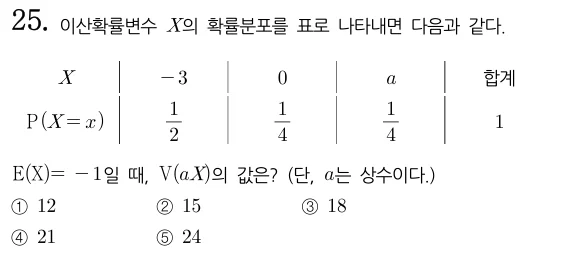 25. 이산확률변수 X의 확률분포를 표로 나타내면 다음과 같다.
X -3 0 a 합계
P(X=x) 1/2 1/4 1/4 1
E(X)= -1일 때, V(aX)의 값은? (단, a는 상수이다.)
① 12 ② 15 ③ 18
④ 21 ⑤ 24